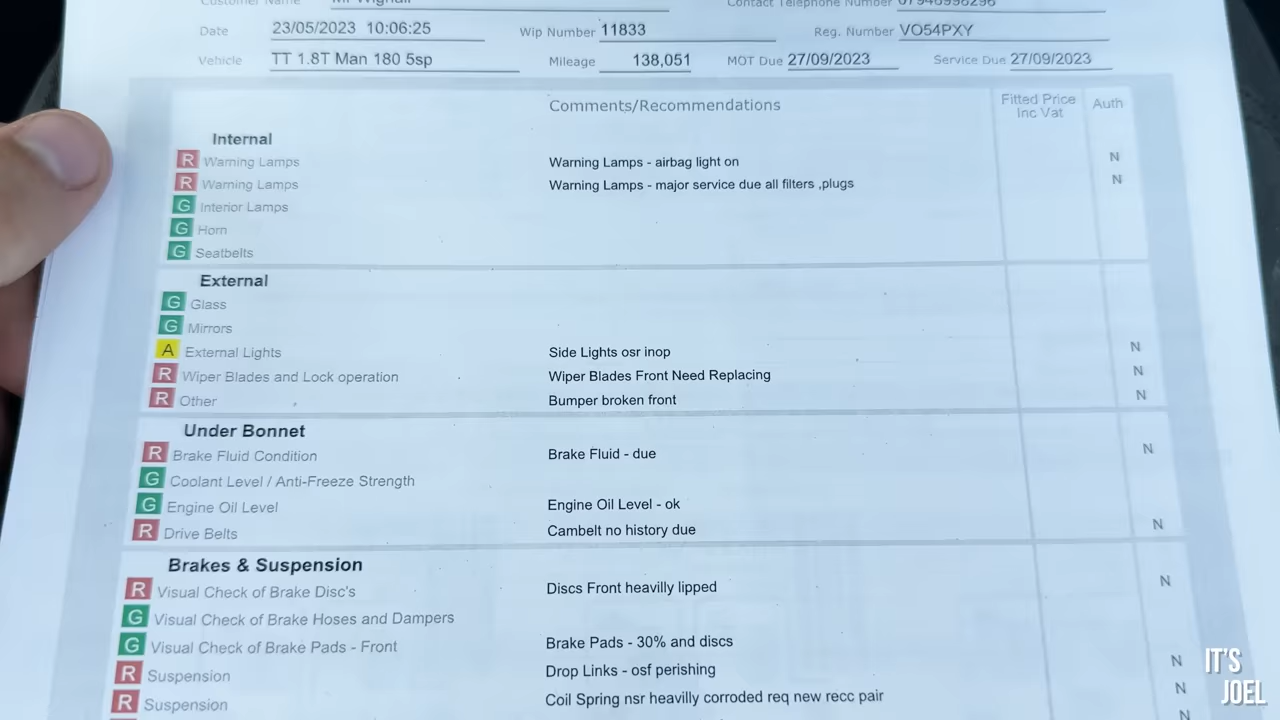 Customer Name Mr Wignall Contact Telephone Number 07946996296
Date 23/05/2023 10:06:25 Wip Number 11833 Reg. Number VO54PXY
Vehicle TT 1.8T Man 180 5sp Mileage 138,051 MOT Due 27/09/2023 Service Due 27/09/2023
Comments/Recommendations Fitted Price Inc Vat Auth
Internal
R Warning Lamps Warning Lamps - airbag light on N
R Warning Lamps Warning Lamps - major service due all filters ,plugs N
G Interior Lamps
G Horn
G Seatbelts
External
G Glass
G Mirrors
A External Lights Side Lights osr inop N
R Wiper Blades and Lock operation Wiper Blades Front Need Replacing N
R Other Bumper broken front N
Under Bonnet
R Brake Fluid Condition Brake Fluid - due N
G Coolant Level / Anti-Freeze Strength
G Engine Oil Level Engine Oil Level - ok
R Drive Belts Cambelt no history due N
Brakes & Suspension
R Visual Check of Brake Disc's Discs Front heavilly lipped N
G Visual Check of Brake Hoses and Dampers
G Visual Check of Brake Pads - Front Brake Pads - 30% and discs
R Suspension Drop Links - osf perishing N
R Suspension Coil Spring nsr heavilly corroded req new recc pair N
N
IT'S
JOEL